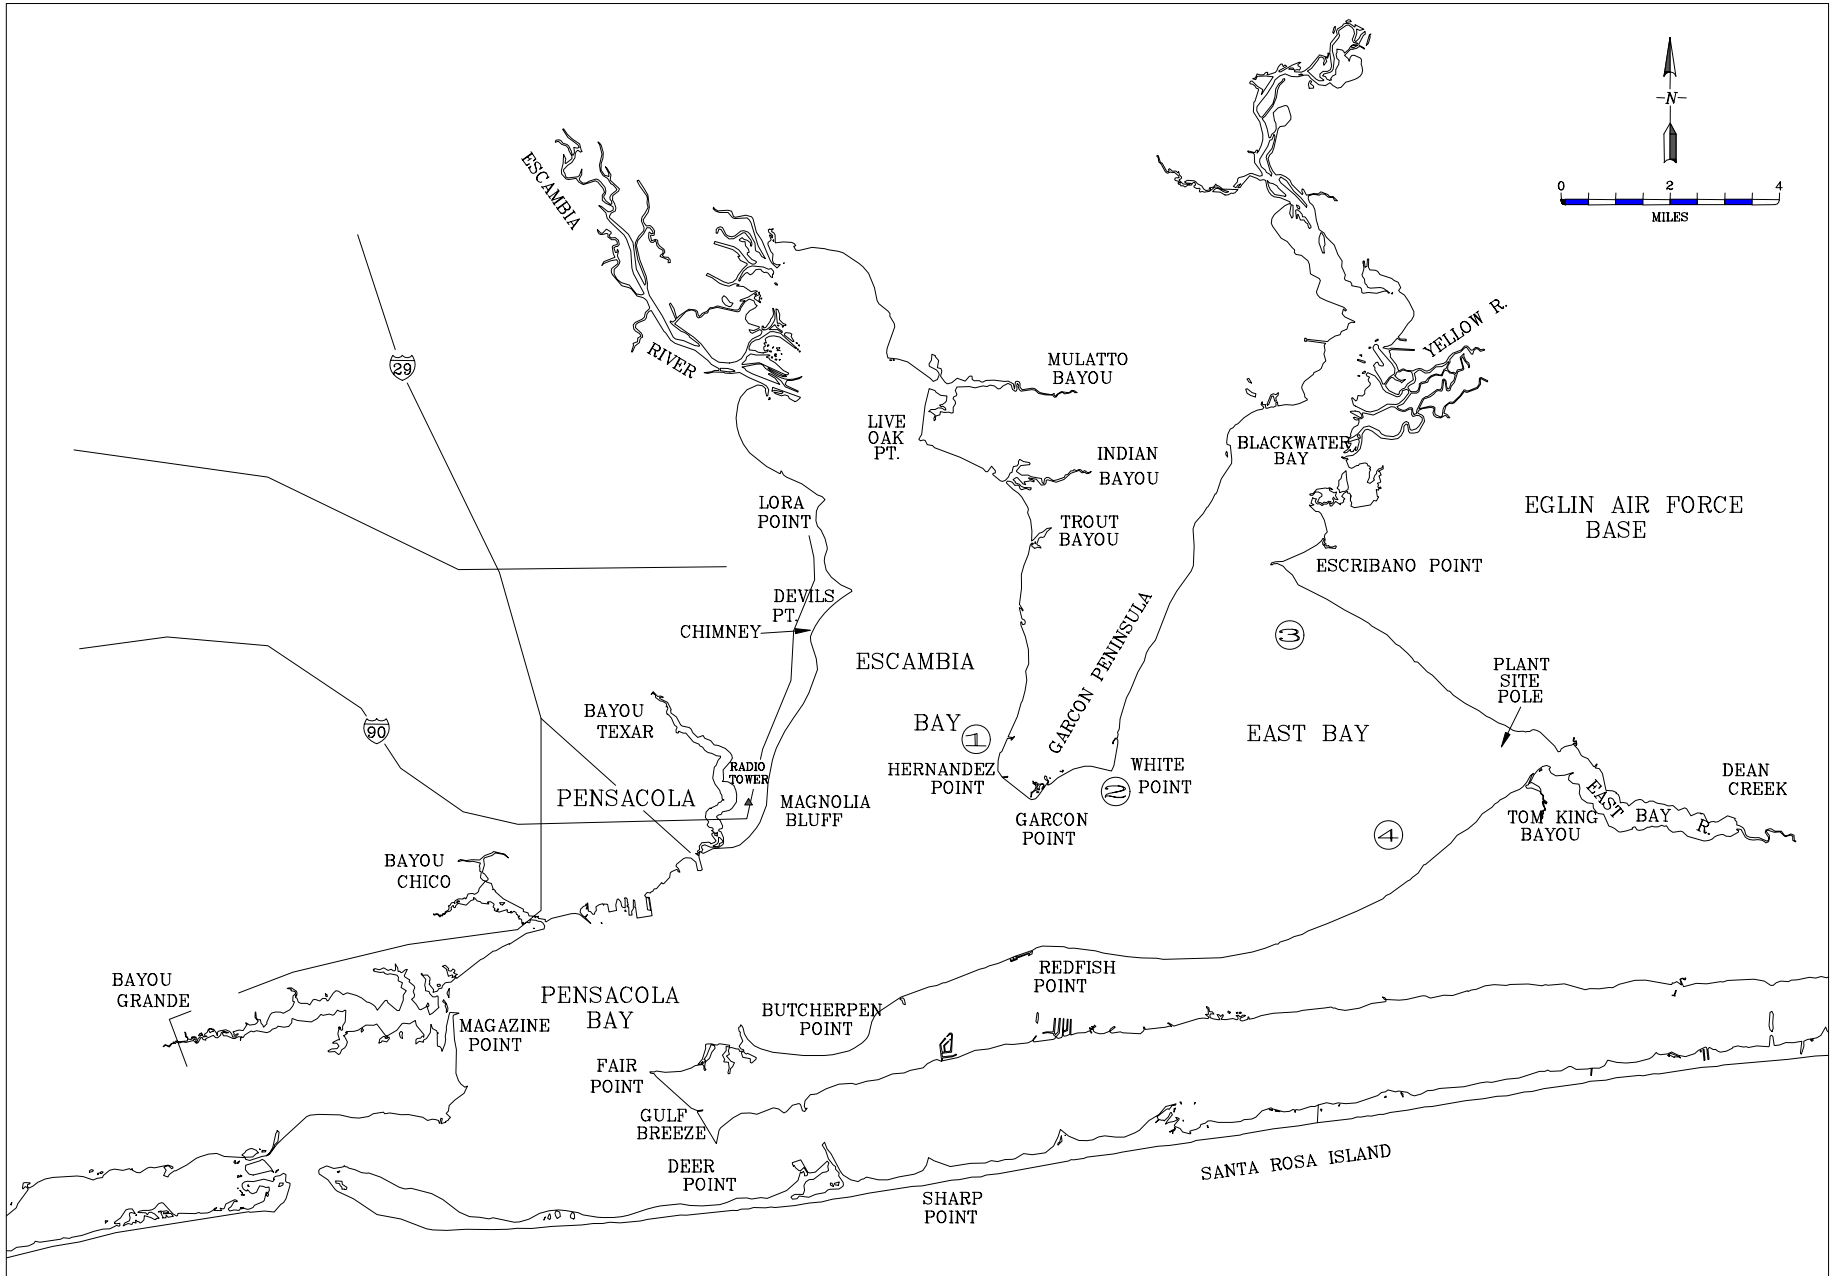 N
0 2 4
MILES
ESCAMBIA
RIVER
29
YELLOW R.
MULATTO
BAYOU
LIVE
OAK
PT.
BLACKWATER
BAY
INDIAN
BAYOU
LORA
POINT
TROUT
BAYOU
EGLIN AIR FORCE
BASE
ESCRIBANO POINT
DEVILS
PT.
CHIMNEY
3
GARCON PENINSULA
ESCAMBIA
BAY
1
PLANT
SITE
POLE
BAYOU
TEXAR
90
EAST BAY
RADIO
TOWER
HERNANDEZ
POINT
WHITE
POINT
2
DEAN
CREEK
PENSACOLA
MAGNOLIA
BLUFF
GARCON
POINT
4
TOM KING
BAYOU
EAST BAY R.
BAYOU
CHICO
BAYOU
GRANDE
PENSACOLA
BAY
REDFISH
POINT
BUTCHERPEN
POINT
MAGAZINE
POINT
FAIR
POINT
GULF
BREEZE
DEER
POINT
SANTA ROSA ISLAND
SHARP
POINT